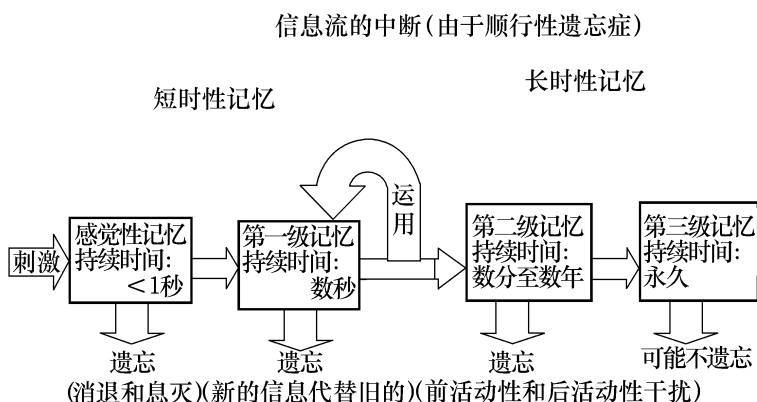 信息流的中断(由于顺行性遗忘症)
短时性记忆
长时性记忆
刺激
感觉性记忆
持续时间:
<1秒
第一级记忆
持续时间:
数秒
运用
第二级记忆
持续时间:
数分至数年
第三级记忆
持续时间:
永久
遗忘
遗忘
遗忘
可能不遗忘
(消退和息灭)(新的信息代替旧的)(前活动性和后活动性干扰)